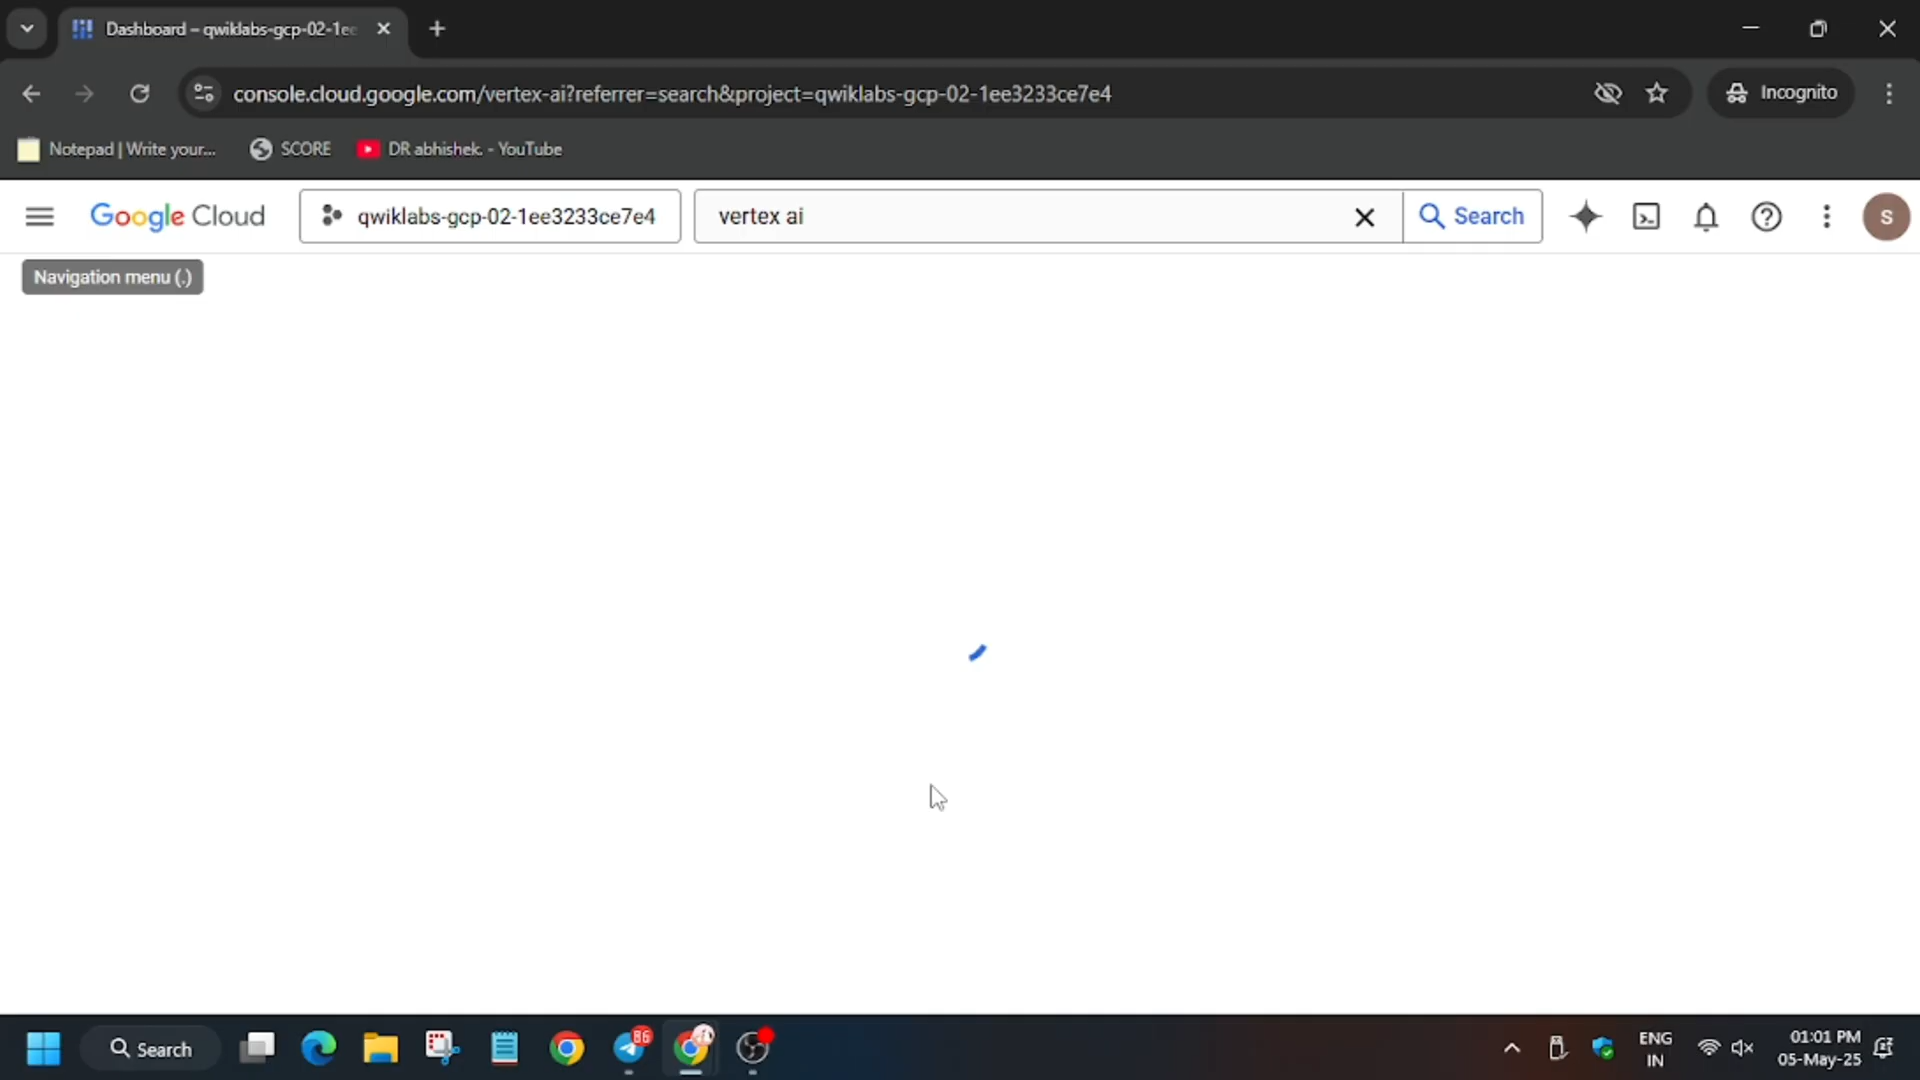 Dashboard – qwiklabs-gcp-02-1ee
console.cloud.google.com/vertex-ai?referrer=search&project=qwiklabs-gcp-02-1ee3233ce7e4
Incognito
Notepad | Write your...
SCORE
DR abhishek. - YouTube
Google Cloud
qwiklabs-gcp-02-1ee3233ce7e4
vertex ai
Search
S
Navigation menu (.)
Search
86
ENG
IN
01:01 PM
05-May-25